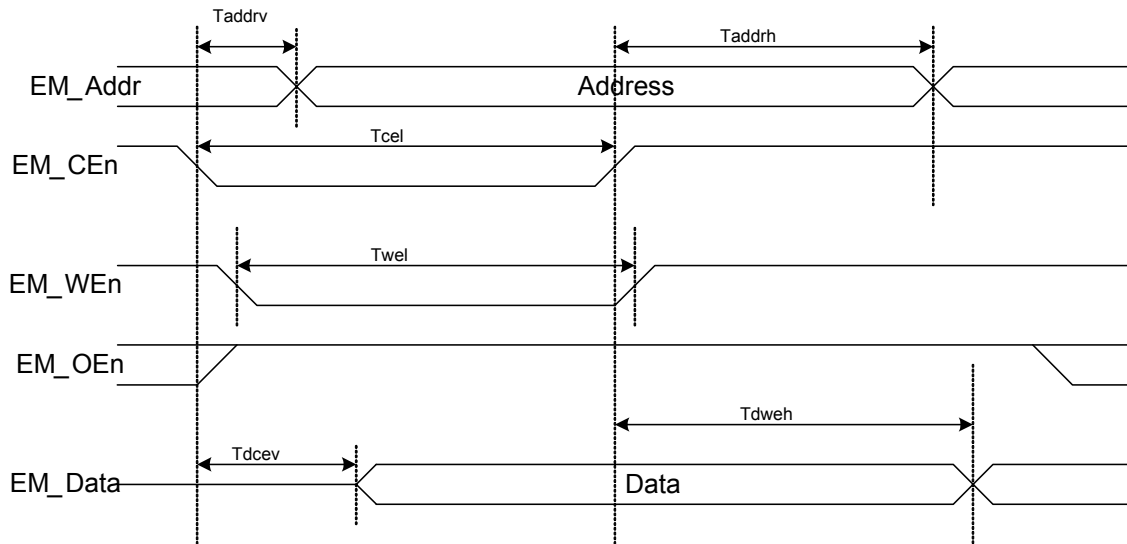 Taddrv
Taddrh
EM_Addr
Address
Tcel
EM_CEn
Twel
EM_WEn
EM_OEn
Tdweh
Tdcev
EM_Data
Data